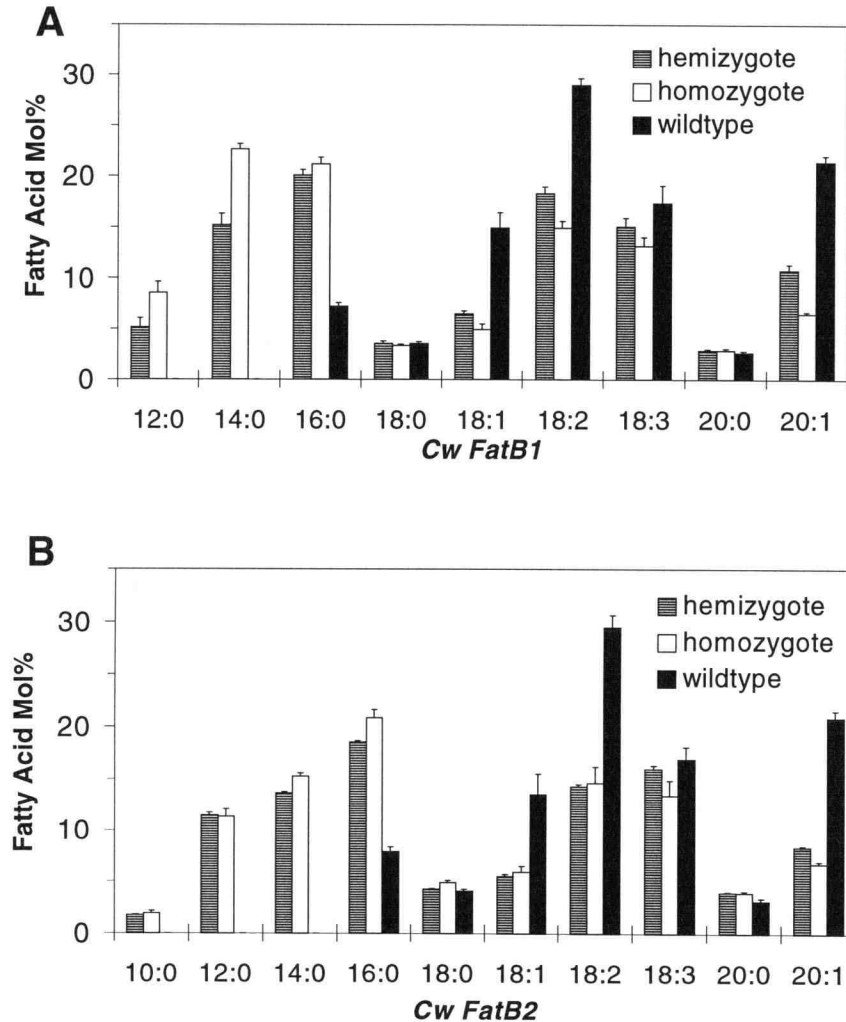 A
Fatty Acid Mol%
30
20
10
0
hemizygote
homozygote
wildtype
12:0 14:0 16:0 18:0 18:1 18:2 18:3 20:0 20:1
Cw FatB1
B
Fatty Acid Mol%
30
20
10
0
hemizygote
homozygote
wildtype
10:0 12:0 14:0 16:0 18:0 18:1 18:2 18:3 20:0 20:1
Cw FatB2